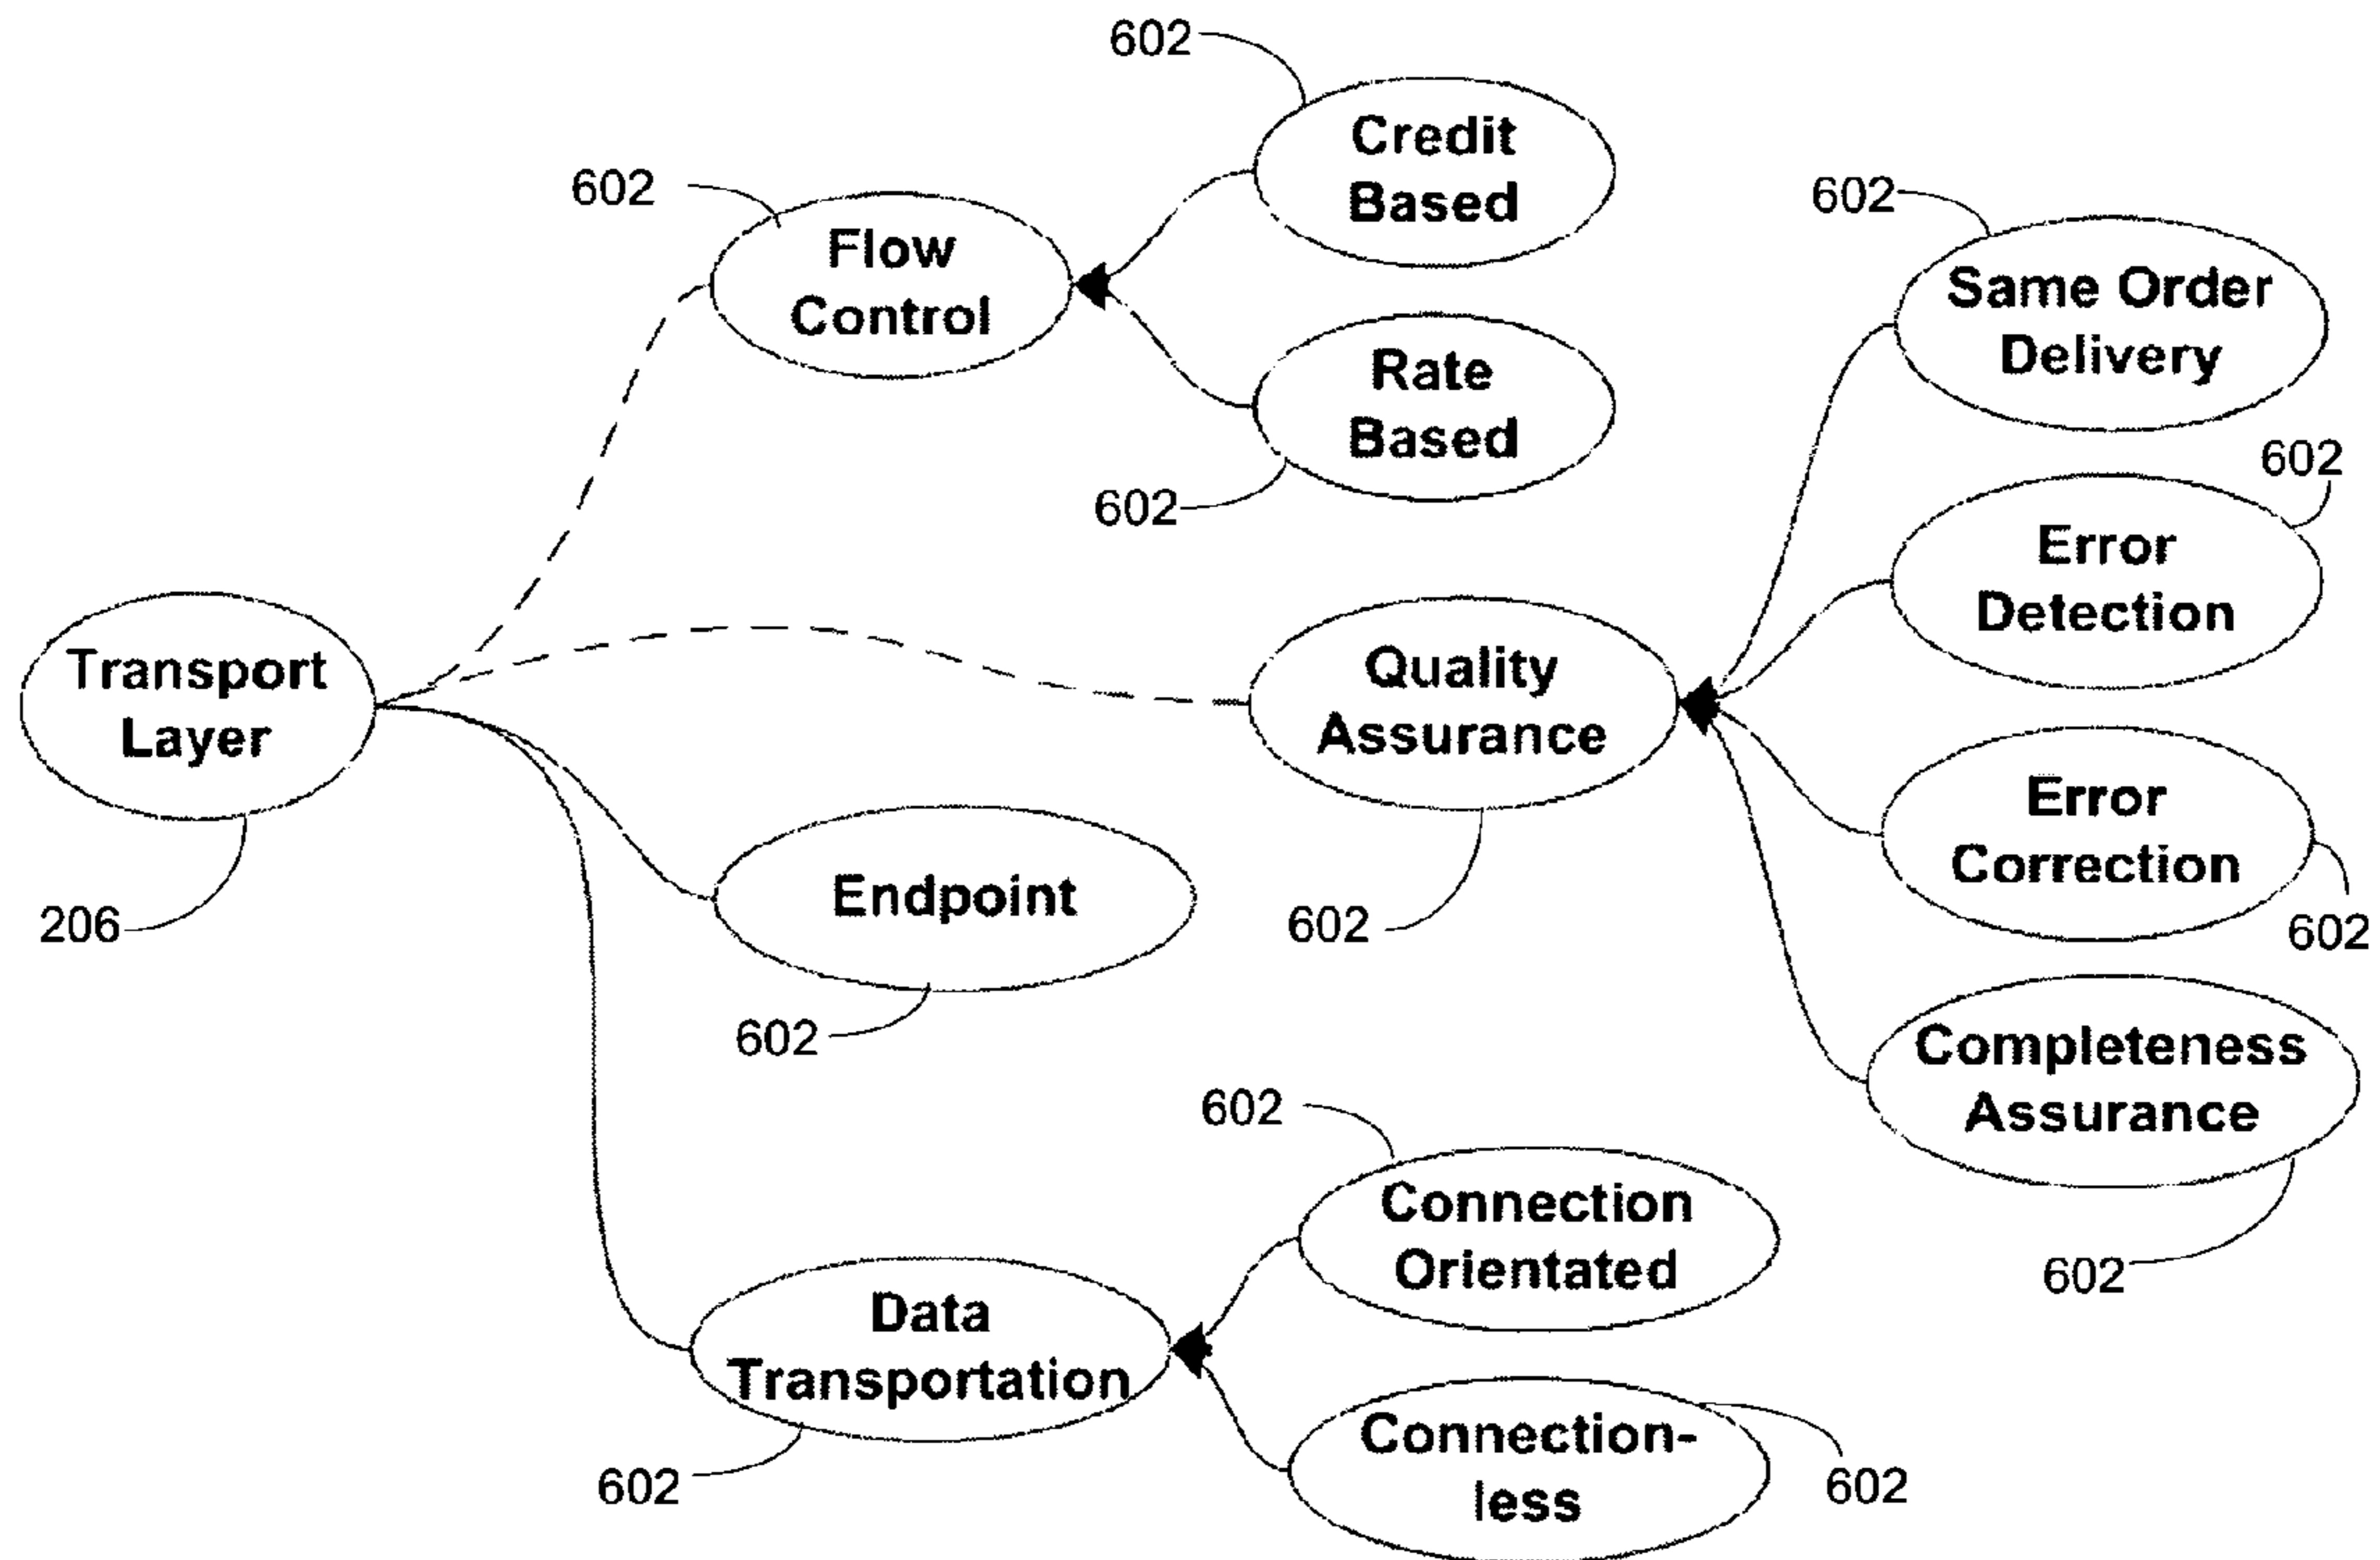 602
Credit
Based
602
Flow
Control
602
Same Order
Delivery
Rate
Based
602
602
Error
Detection
Transport
Layer
206
Quality
Assurance
602
Error
Correction
602
Endpoint
602
Completeness
Assurance
602
602
Connection
Orientated
Data
Transportation
602
Connection-
less
602